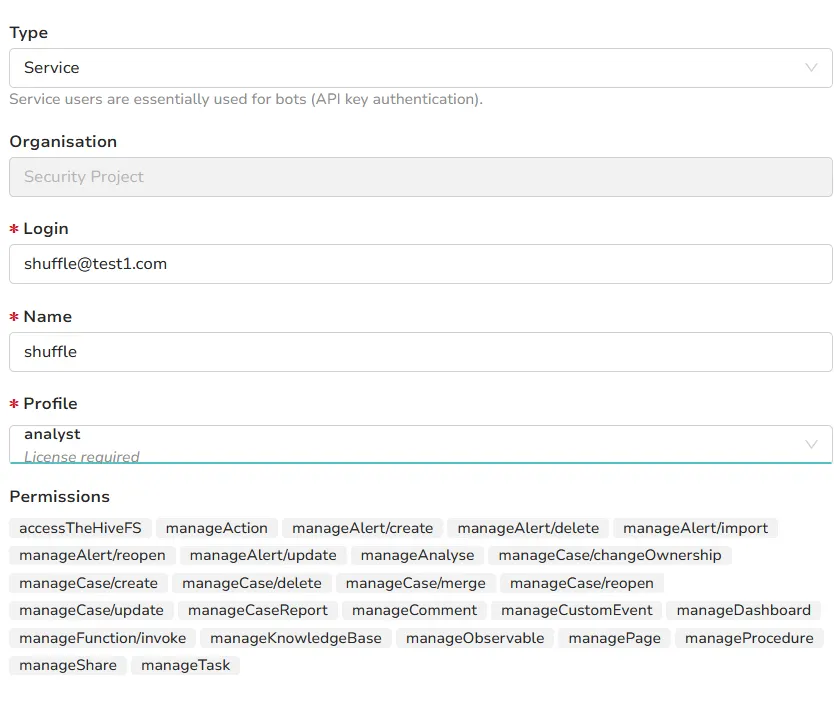 Type
Service
Service users are essentially used for bots (API key authentication).
Organisation
Security Project
* Login
shuffle@test1.com
* Name
shuffle
* Profile
analyst
License required
Permissions
accessTheHiveFS manageAction manageAlert/create manageAlert/delete manageAlert/import
manageAlert/reopen manageAlert/update manageAnalyse manageCase/changeOwnership
manageCase/create manageCase/delete manageCase/merge manageCase/reopen
manageCase/update manageCaseReport manageComment manageCustomEvent manageDashboard
manageFunction/invoke manageKnowledgeBase manageObservable managePage manageProcedure
manageShare manageTask